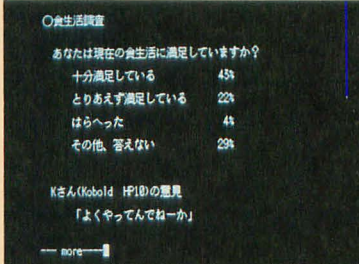 ○食生活調査
あなたは現在の食生活に満足していますか？
十分満足している 45%
とりあえず満足している 22%
はらへった 4%
その他、答えない 29%
Kさん(Kobold HP10)の意見
「よくやってんでねーか」
--- more---